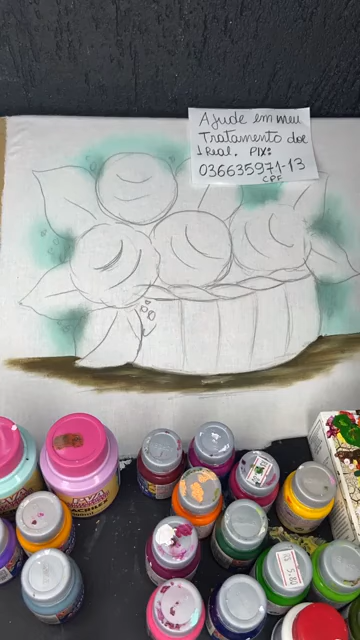 Ajude em meu
Tratamento doe
1 Real. PIX:
036635971-13
CPF